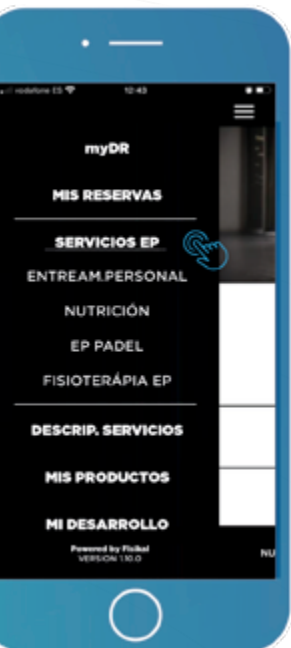 vodafone ES 12:43
myDR
MIS RESERVAS
SERVICIOS EP
ENTREAM.PERSONAL
NUTRICIÓN
EP PADEL
FISIOTERÁPIA EP
DESCRIP. SERVICIOS
MIS PRODUCTOS
MI DESARROLLO
Powered by Fisikal
VERSION 1.10.0
NU